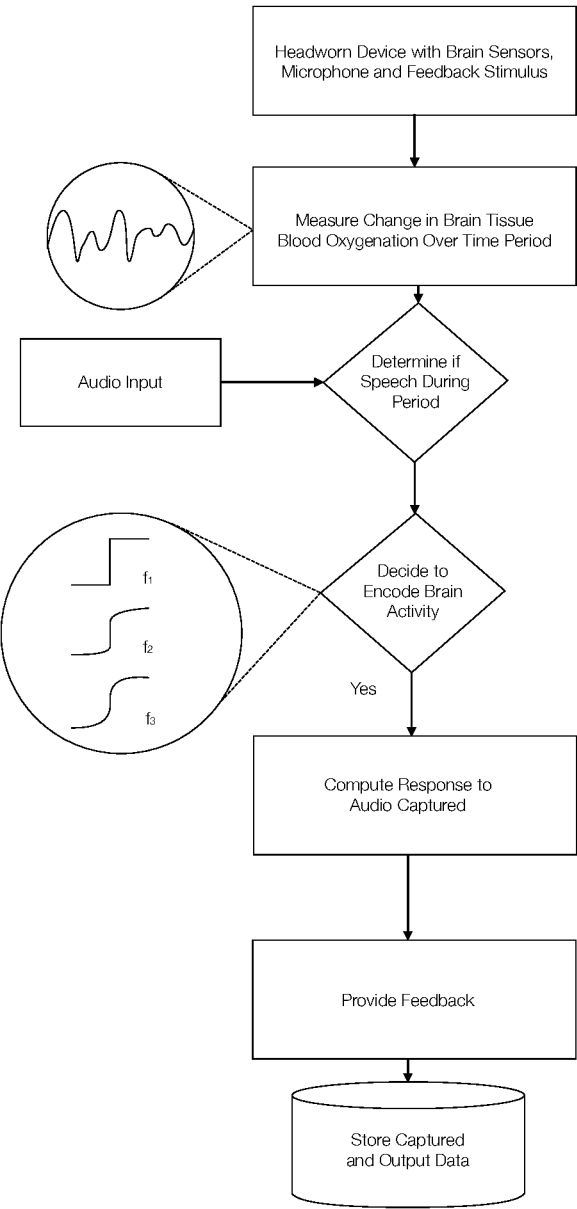 Headworn Device with Brain Sensors,
Microphone and Feedback Stimulus
Measure Change in Brain Tissue
Blood Oxygenation Over Time Period
Audio Input
Determine if
Speech During
Period
Decide to
Encode Brain
Activity
f1
f2
f3
Yes
Compute Response to
Audio Captured
Provide Feedback
Store Captured
and Output Data